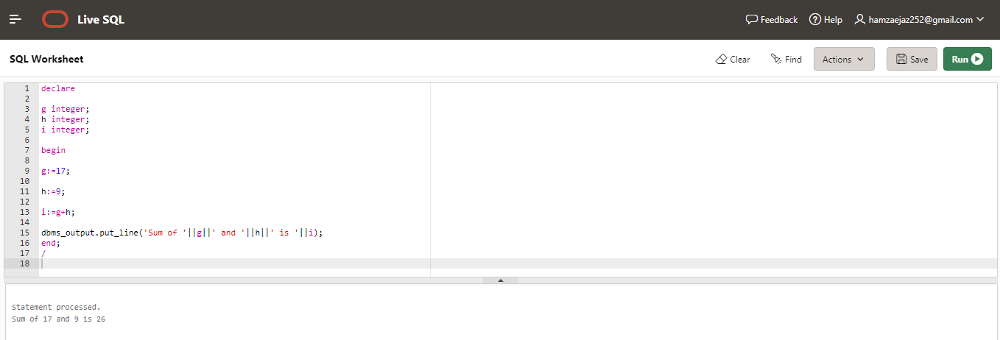 Live SQL
Feedback
Help
hamzaejaz252@gmail.com
SQL Worksheet
Clear
Find
Actions
Save
Run
1 declare
2
3 g integer;
4 h integer;
5 i integer;
6
7 begin
8
9 g:=17;
10
11 h:=9;
12
13 i:=g+h;
14
15 dbms_output.put_line('Sum of '||g||' and '||h||' is '||i);
16 end;
17 /
18
Statement processed.
Sum of 17 and 9 is 26